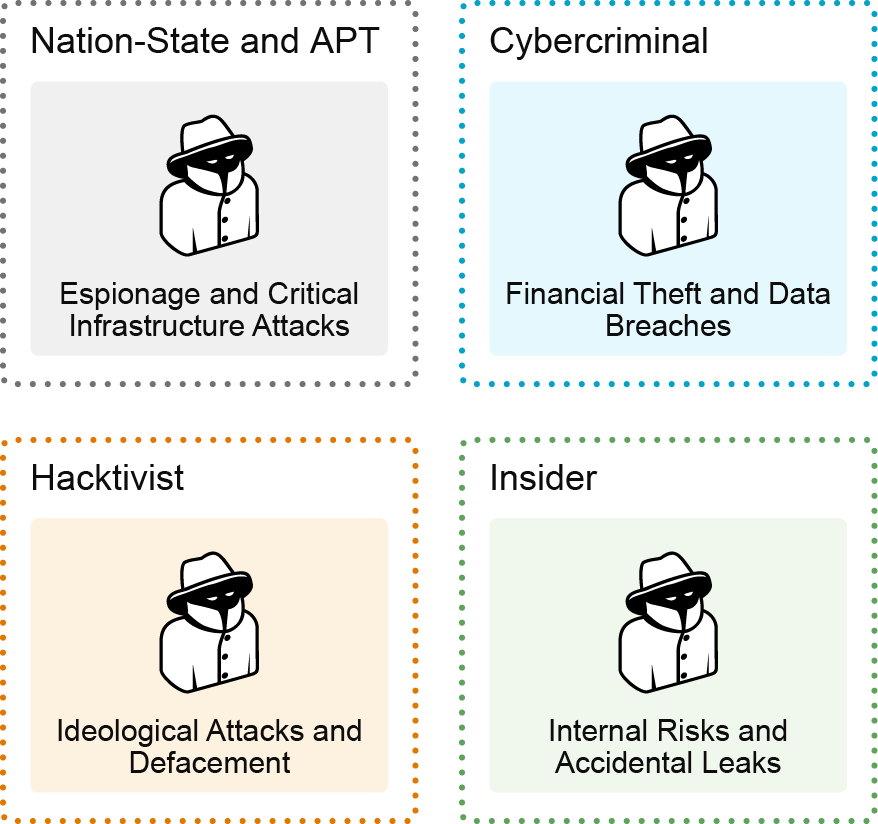 Nation-State and APT
Espionage and Critical
Infrastructure Attacks
Cybercriminal
Financial Theft and Data
Breaches
Hacktivist
Ideological Attacks and
Defacement
Insider
Internal Risks and
Accidental Leaks